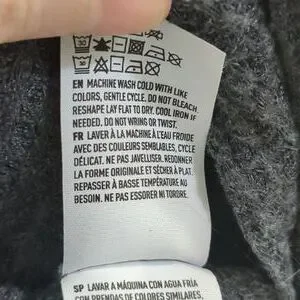 EN MACHINE WASH COLD WITH LIKE
COLORS, GENTLE CYCLE. DO NOT BLEACH.
RESHAPE LAY FLAT TO DRY. COOL IRON IF
NEEDED. DO NOT WRING OR TWIST.
FR LAVER À LA MACHINE À L'EAU FROIDE
AVEC DES COULEURS SEMBLABLES, CYCLE
DÉLICAT. NE PAS JAVELLISER. REDONNER
LA FORME ORIGINALE ET SÉCHER À PLAT.
REPASSER À BASSE TEMPÉRATURE AU
BESOIN. NE PAS ESSORER NI TORDRE.
SP LAVAR A MÁQUINA CON AGUA FRÍA
CON PRENDAS DE COLORES SIMILARES,